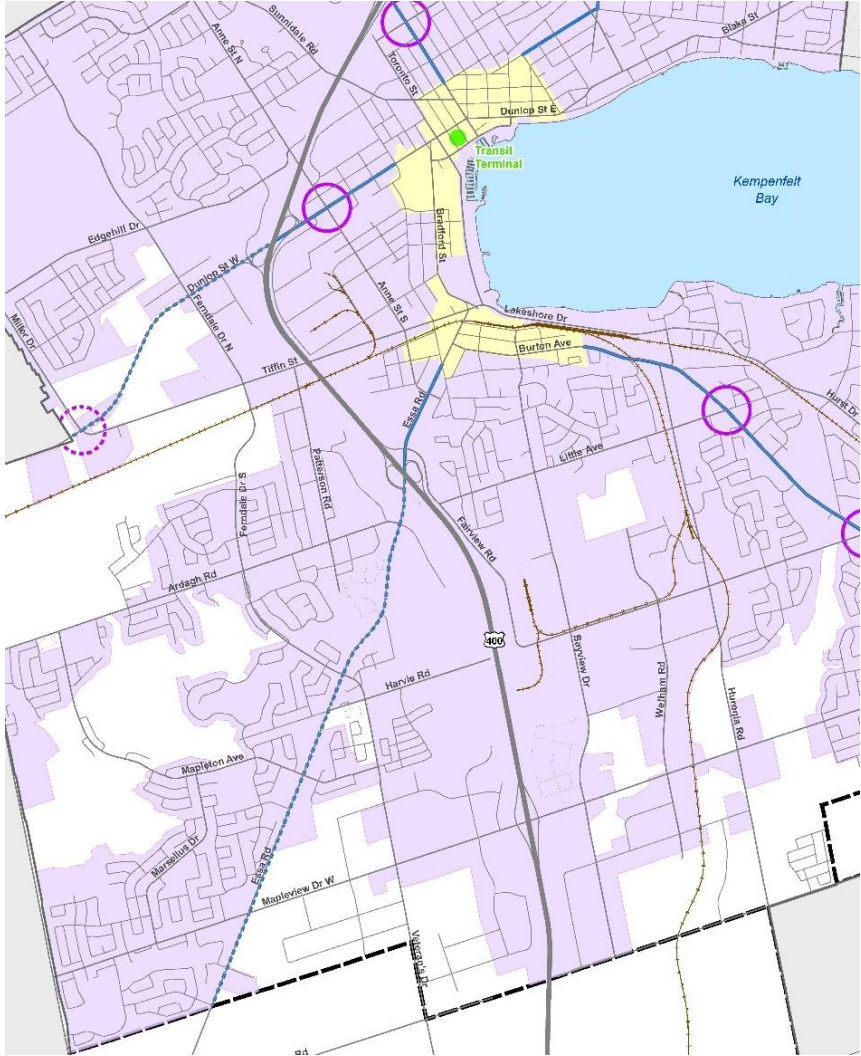 Sunnidale Rd
Anne St N
Blake St
Toronto St
Dunlop St E
Transit
Terminal
Kempenfelt
Bay
Edgehill Dr
Dunlop St W
Bradford St
Ferndale Dr N
Anne St S
Miller Dr
Lakeshore Dr
Tiffin St
Burton Ave
Hurst Dr
Essa Rd
Little Ave
Patterson Rd
Ferndale Dr S
Fairview Rd
Ardagh Rd
400
Bayview Dr
Harvie Rd
Welham Rd
Huronia Rd
Mapleton Ave
Marsellus Dr
Essa Rd
Mapleview Dr W
Veteran's Dr
Rd